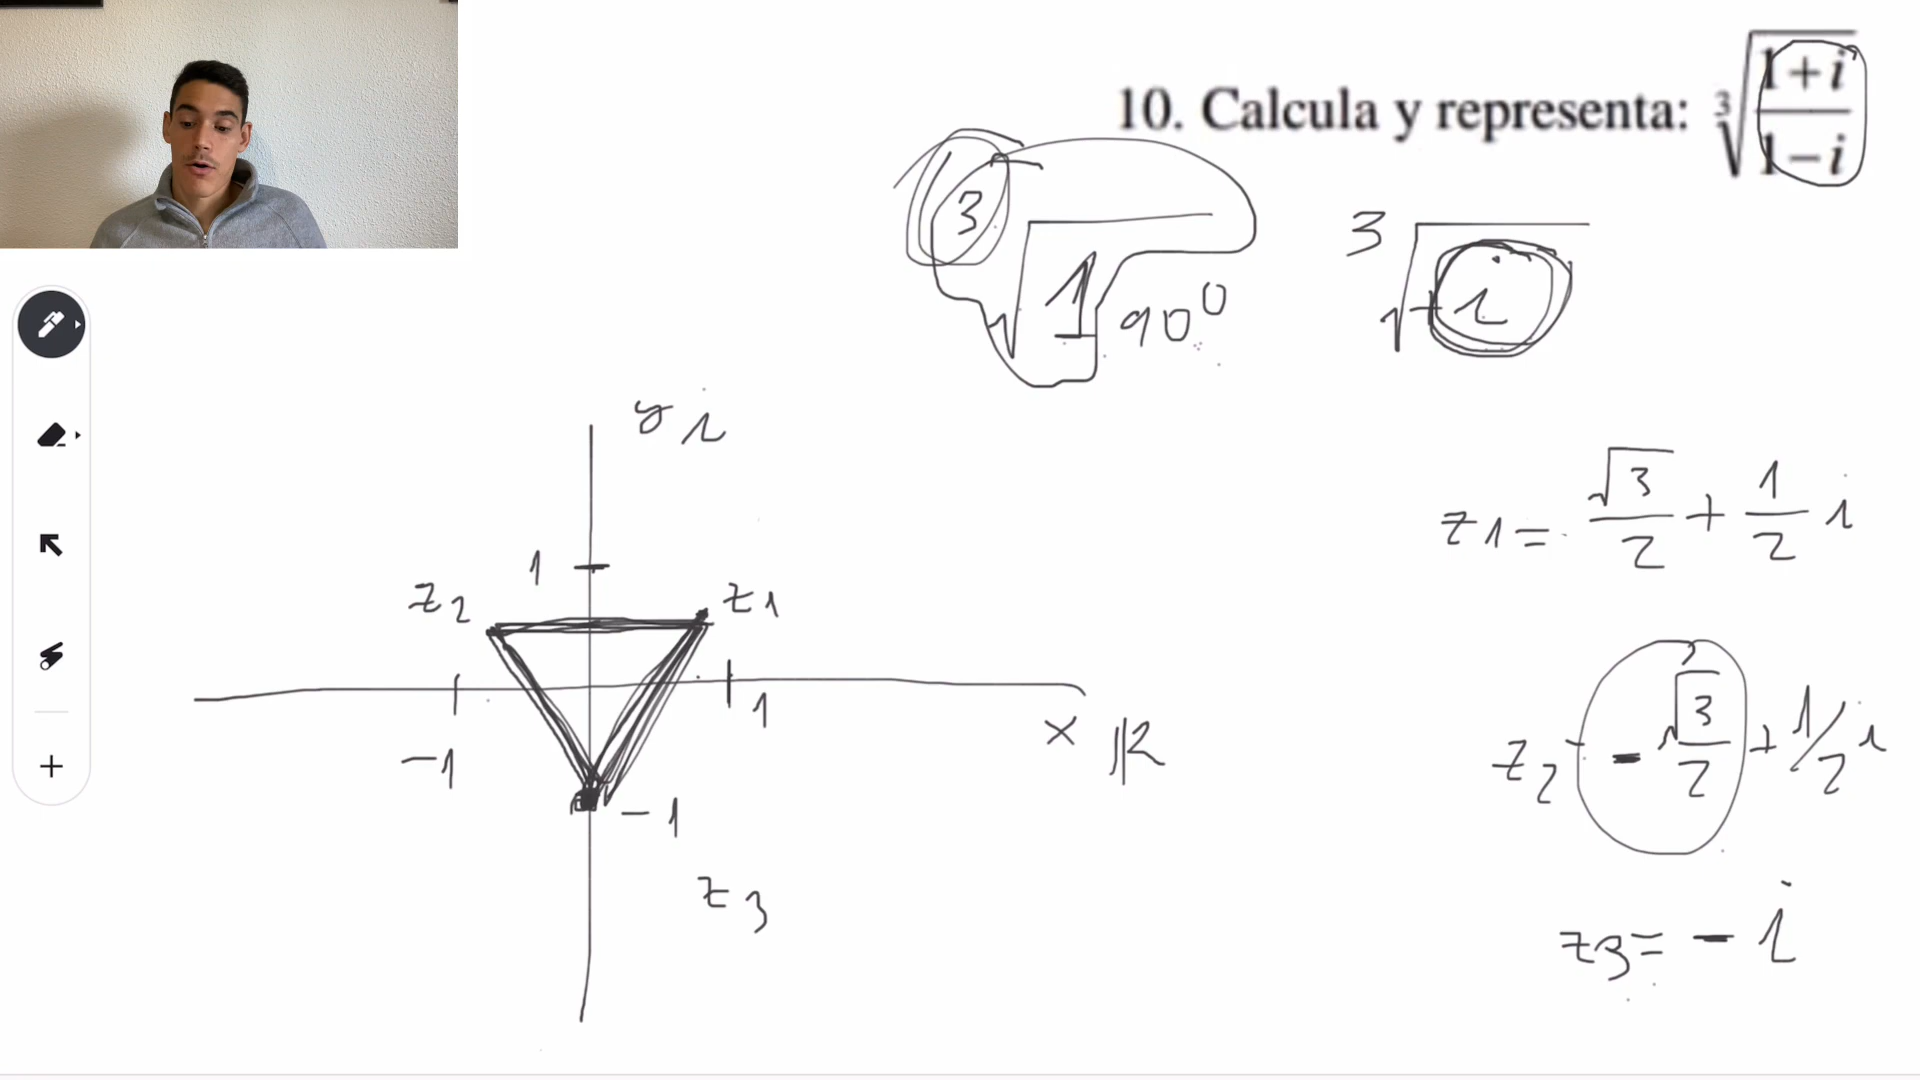 10. Calcula y representa: ∛((1+i)/(1−i))
3√1 90⁰
3√+i
y i
1
z2
z1
−1
1
x ℝ
−1
z3
z1 = √3/2 + 1/2 i
z2 = −√3/2 + 1/2 i
z3 = − i